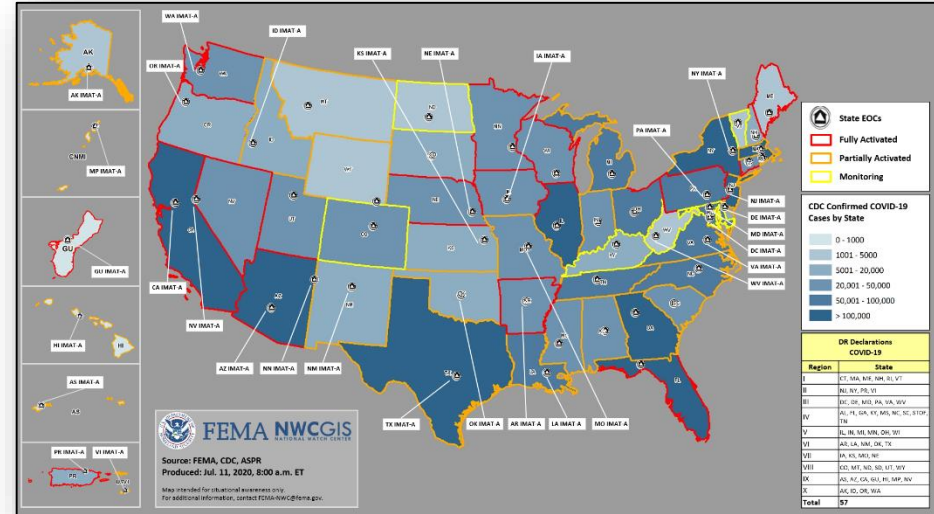 WA IMAT-A
ID IMAT-A
KS IMAT-A
NE IMAT-A
IA IMAT-A
NY IMAT-A
OR IMAT-A
PA IMAT-A
AK
AK IMAT-A
CNMI
MP IMAT-A
GU
GU IMAT-A
HI
HI IMAT-A
AS IMAT-A
AS
PR IMAT-A
VI IMAT-A
PR
CA IMAT-A
NV IMAT-A
AZ IMAT-A
NN IMAT-A
NM IMAT-A
TX IMAT-A
OK IMAT-A
AR IMAT-A
LA IMAT-A
MO IMAT-A
NJ IMAT-A
DE IMAT-A
MD IMAT-A
DC IMAT-A
VA IMAT-A
WV IMAT-A
State EOCs
Fully Activated
Partially Activated
Monitoring
CDC Confirmed COVID-19
Cases by State
0 - 1000
1001 - 5000
5001 - 20,000
20,001 - 50,000
50,001 - 100,000
> 100,000
DR Declarations
COVID-19
Region State
I CT, MA, ME, NH, RI, VT
II NJ, NY, PR, VI
III DC, DE, MD, PA, VA, WV
IV AL, FL, GA, KY, MS, NC, SC, STOF,
TN
V IL, IN, MI, MN, OH, WI
VI AR, LA, NM, OK, TX
VII IA, KS, MO, NE
VIII CO, MT, ND, SD, UT, WY
IX AS, AZ, CA, GU, HI, MP, NV
X AK, ID, OR, WA
Total 57
FEMA NWCGIS
NATIONAL WATCH CENTER
Source: FEMA, CDC, ASPR
Produced: Jul. 11, 2020, 8:00 a.m. ET
Map intended for situational awareness only.
For additional information, contact FEMA-NWC@fema.gov.